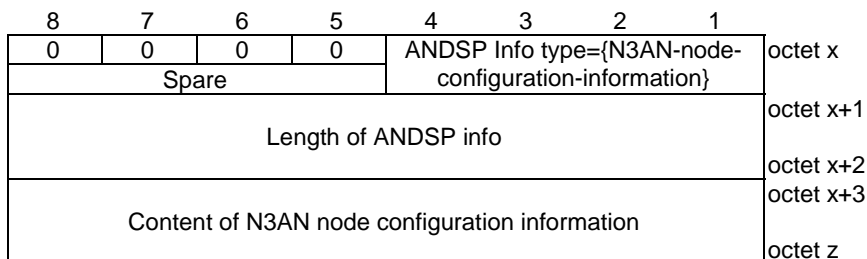 8 7 6 5 4 3 2 1
0 0 0 0 ANDSP Info type={N3AN-node- octet x
Spare configuration-information}
octet x+1
Length of ANDSP info
octet x+2
octet x+3
Content of N3AN node configuration information
octet z